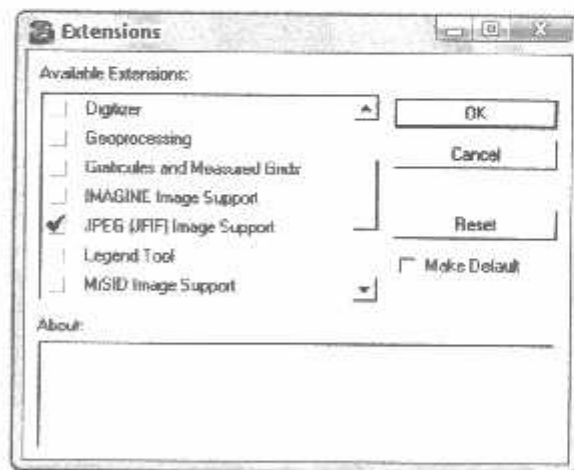 Extensions
Available Extensions:
Digitizer
Geoprocessing
Graticules and Measured Grids
IMAGINE Image Support
JPEG (JFIF) Image Support
Legend Tool
MrSID Image Support
OK
Cancel
Reset
Make Default
About: